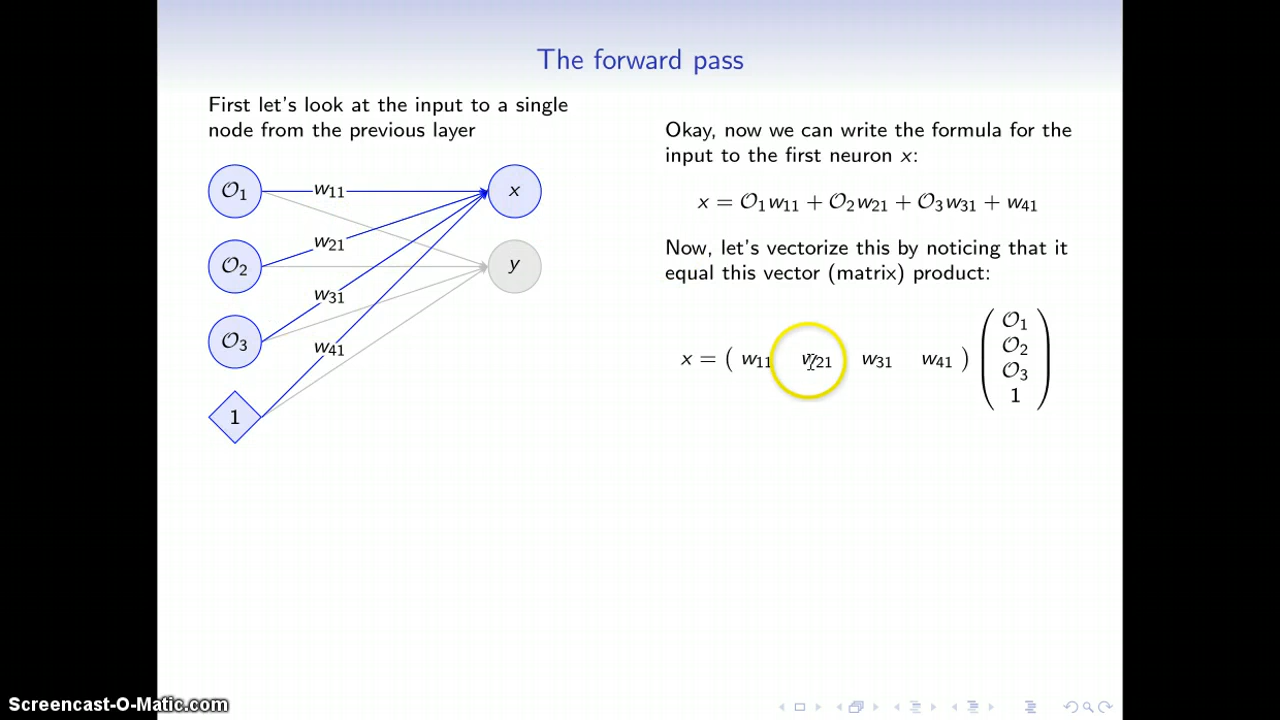 The forward pass
First let's look at the input to a single
node from the previous layer
O₁
w₁₁
x
O₂
w₂₁
y
w₃₁
O₃
w₄₁
1
Okay, now we can write the formula for the
input to the first neuron x:
x = O₁w₁₁ + O₂w₂₁ + O₃w₃₁ + w₄₁
Now, let's vectorize this by noticing that it
equal this vector (matrix) product:
x = ( w₁₁ w₂₁ w₃₁ w₄₁ )
O₁
O₂
O₃
1
Screencast-O-Matic.com